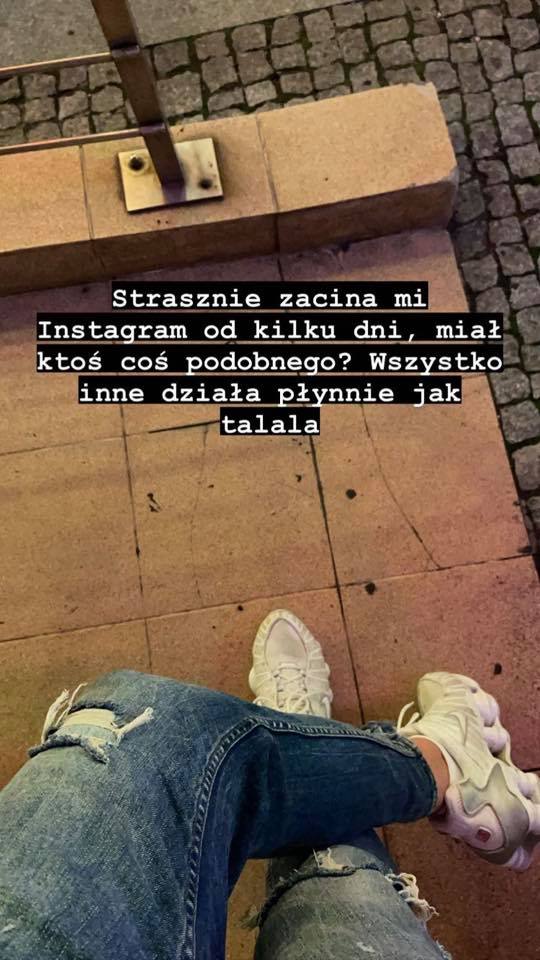 Strasznie zacina mi
Instagram od kilku dni, miał
ktoś coś podobnego? Wszystko
inne działa płynnie jak
talala